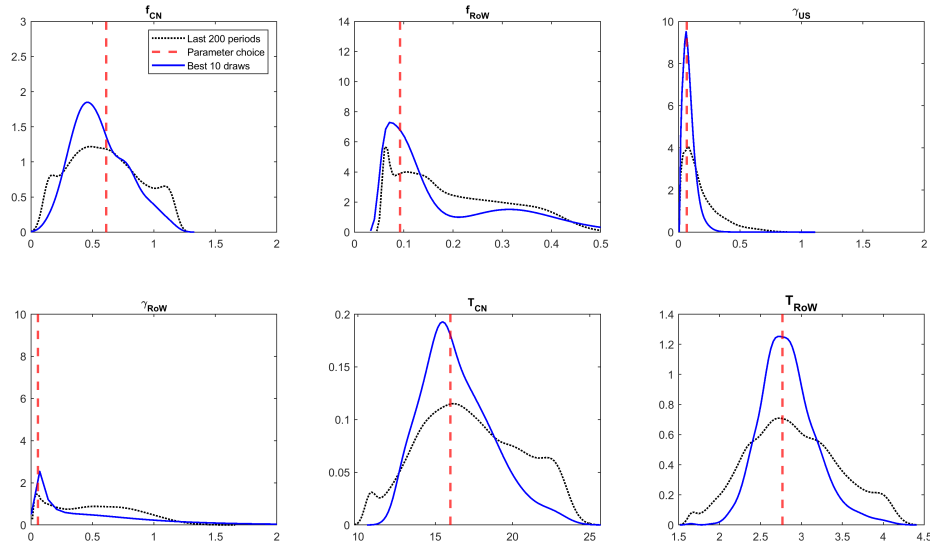 f_CN
3
2.5
2
1.5
1
0.5
0
0 0.5 1 1.5 2
Last 200 periods
Parameter choice
Best 10 draws
f_RoW
14
12
10
8
6
4
2
0
0 0.1 0.2 0.3 0.4 0.5
γ_US
10
8
6
4
2
0
0 0.5 1 1.5 2
γ_RoW
10
8
6
4
2
0
0 0.5 1 1.5 2
T_CN
0.2
0.15
0.1
0.05
0
10 15 20 25
T_RoW
1.4
1.2
1
0.8
0.6
0.4
0.2
0
1.5 2 2.5 3 3.5 4 4.5